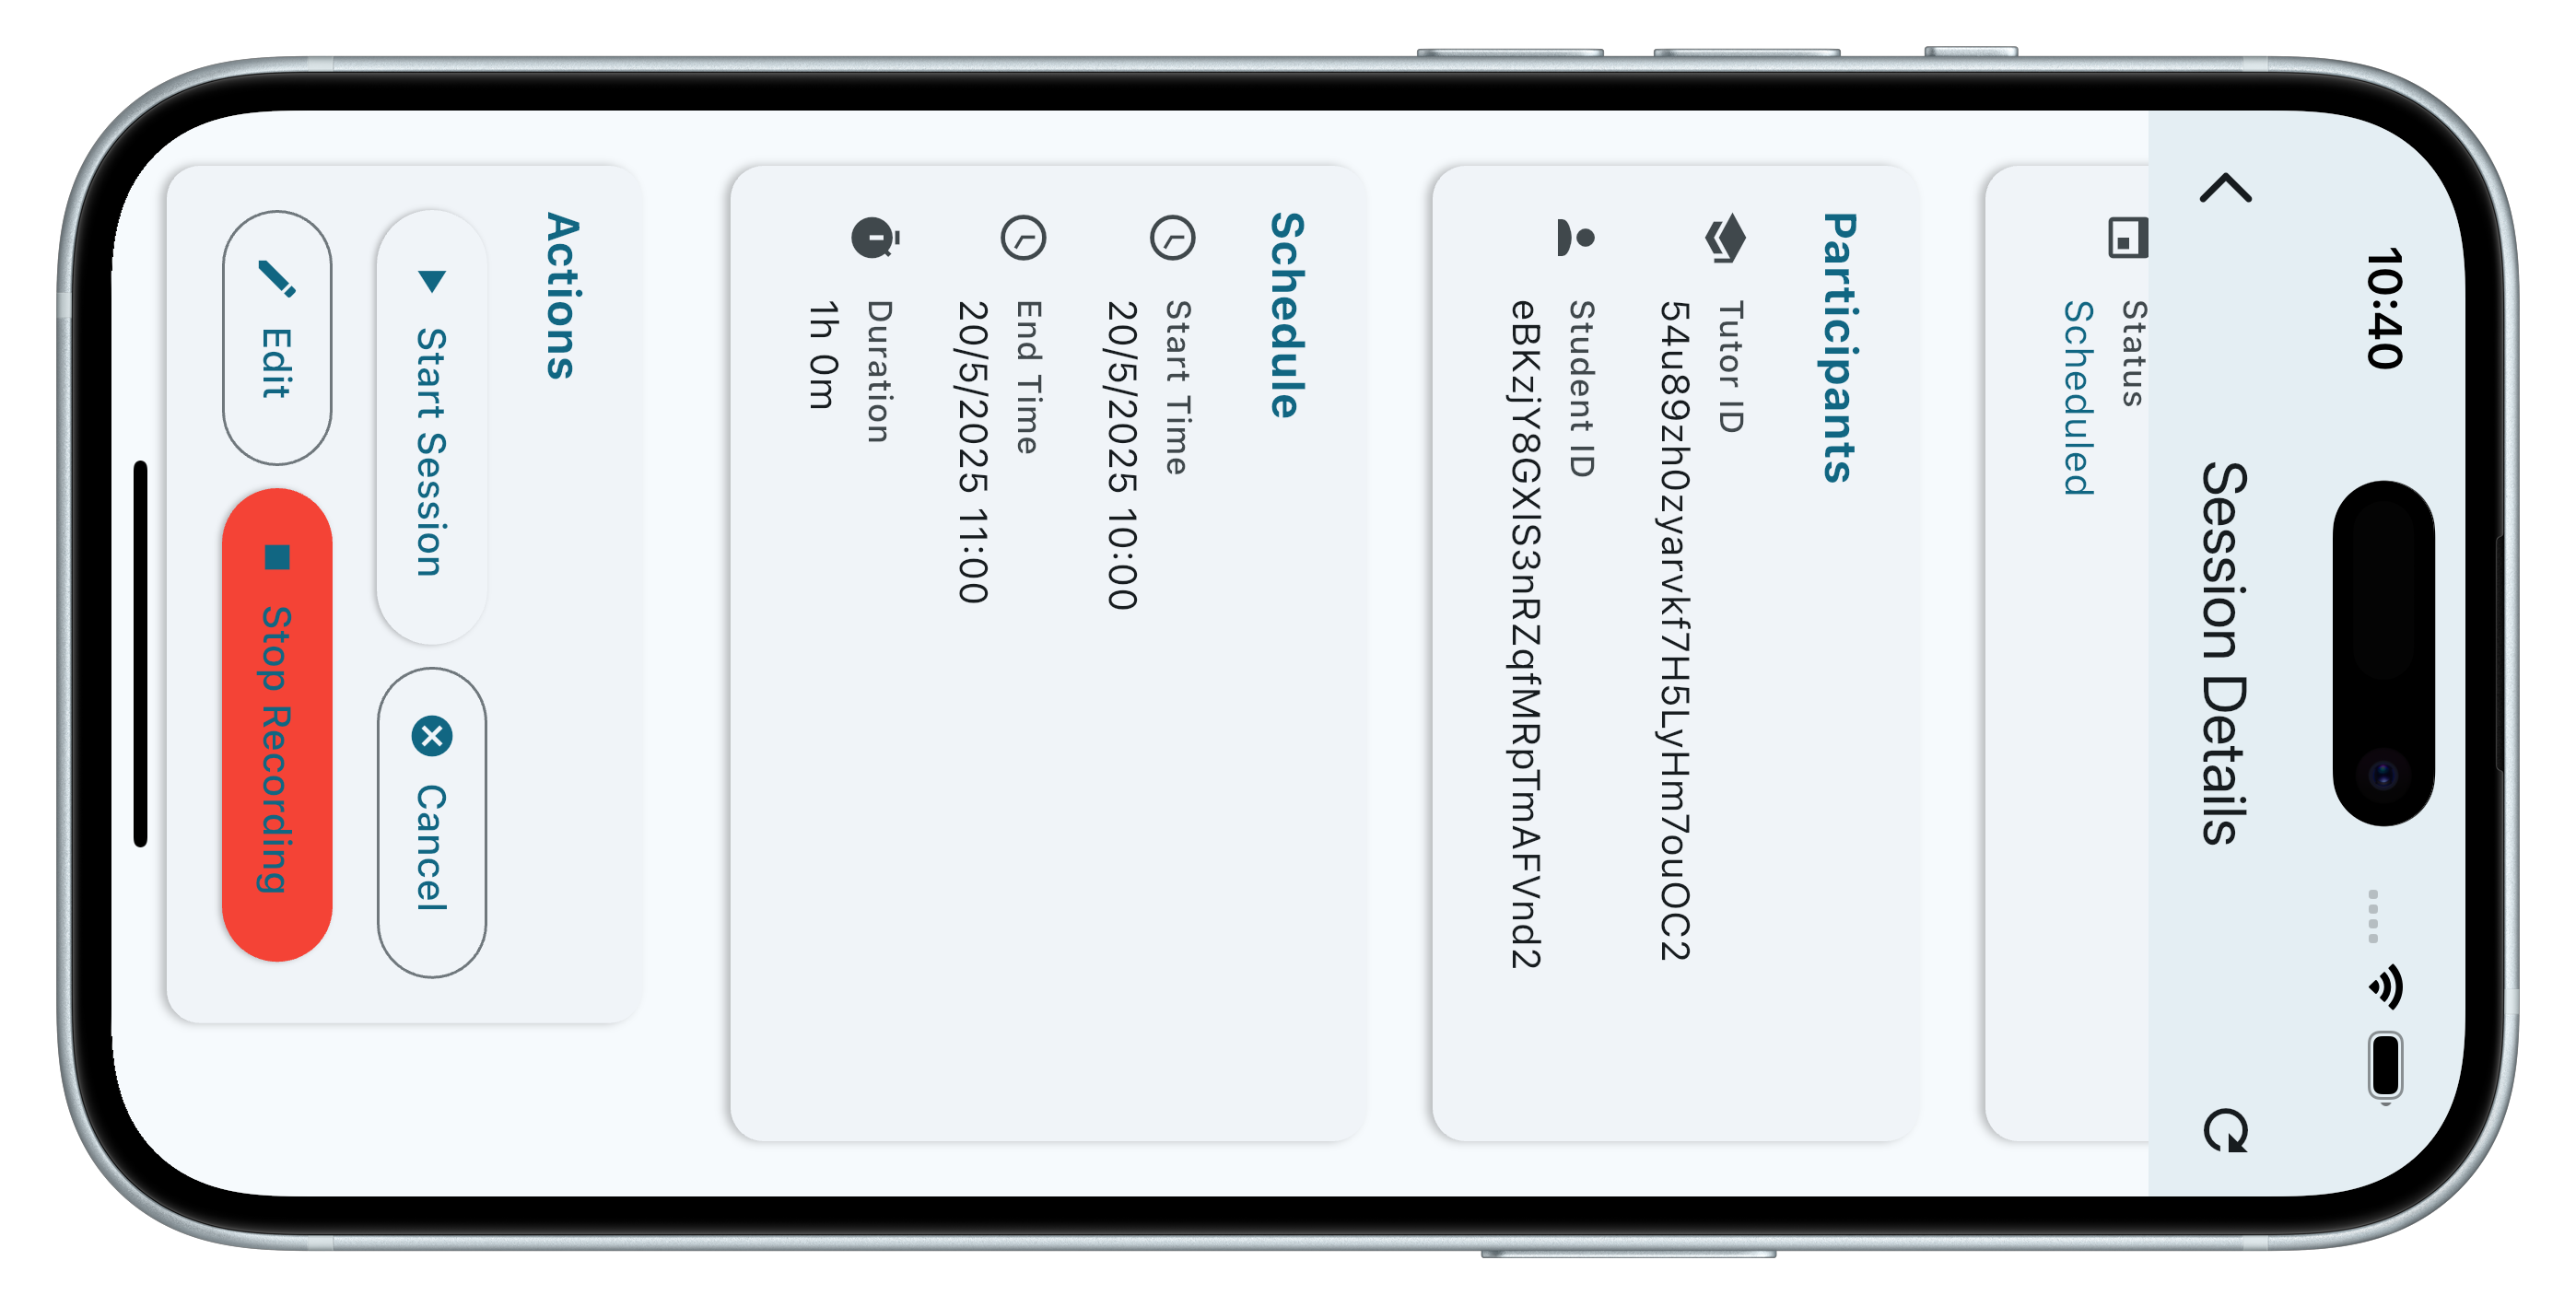 10:40
Session Details
Status
Scheduled
Participants
Tutor ID
54u89zh0zyarvkf7H5LyHm7ouOC2
Student ID
eBKzjY8GXlS3nRZqfMRpTmAFVnd2
Schedule
Start Time
20/5/2025 10:00
End Time
20/5/2025 11:00
Duration
1h 0m
Actions
Start Session
Cancel
Edit
Stop Recording